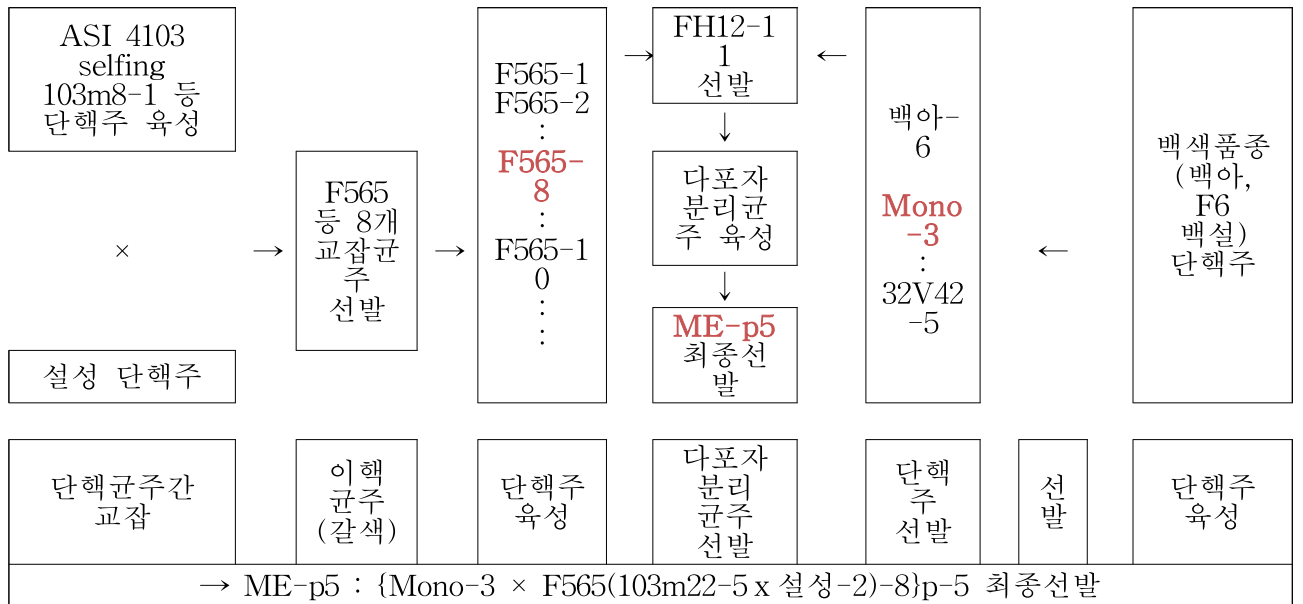 ASI 4103
selfing
103m8-1 등
단핵주 육성
×
설성 단핵주
→
F565
등 8개
교잡균
주
선발
→
F565-1
F565-2
:
F565-
8
:
F565-1
0
:
:
:
→
FH12-1
1
선발
←
↓
다포자
분리균
주 육성
↓
ME-p5
최종선
발
백아-
6
Mono
-3
:
32V42
-5
←
백색품종
(백아,
F6
백설)
단핵주
단핵균주간
교잡
이핵
균주
(갈색)
단핵주
육성
다포자
분리
균주
선발
단핵
주
선발
선
발
단핵주
육성
→ ME-p5 : {Mono-3 × F565(103m22-5 x 설성-2)-8}p-5 최종선발